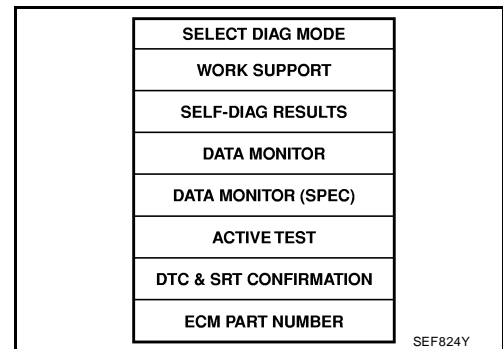 SELECT DIAG MODE
WORK SUPPORT
SELF-DIAG RESULTS
DATA MONITOR
DATA MONITOR (SPEC)
ACTIVE TEST
DTC & SRT CONFIRMATION
ECM PART NUMBER
SEF824Y